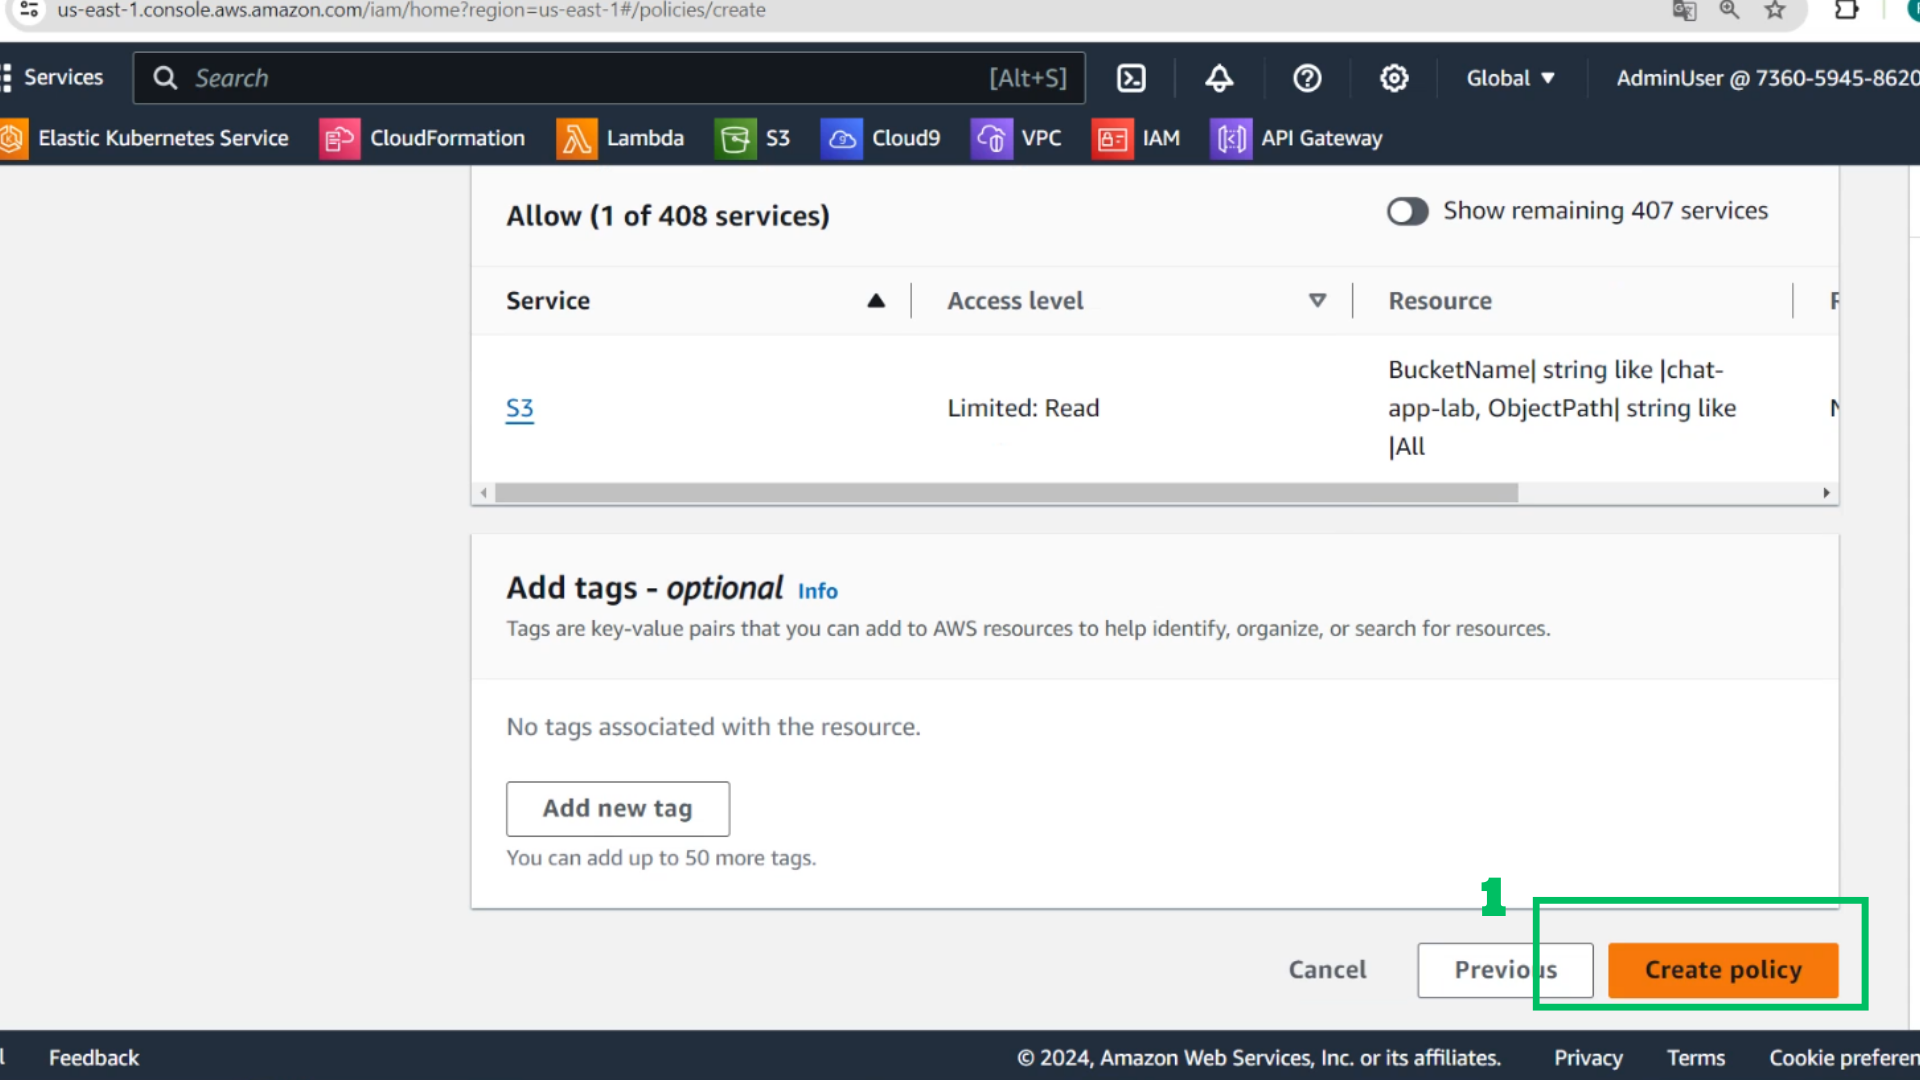 us-east-1.console.aws.amazon.com/iam/home?region=us-east-1#/policies/create
Services
Search
[Alt+S]
Global
AdminUser @ 7360-5945-8620
Elastic Kubernetes Service
CloudFormation
Lambda
S3
Cloud9
VPC
IAM
API Gateway
Allow (1 of 408 services)
Show remaining 407 services
Service
Access level
Resource
S3
Limited: Read
BucketName| string like |chat-
app-lab, ObjectPath| string like
|All
Add tags - optional Info
Tags are key-value pairs that you can add to AWS resources to help identify, organize, or search for resources.
No tags associated with the resource.
Add new tag
You can add up to 50 more tags.
1
Cancel
Previous
Create policy
Feedback
© 2024, Amazon Web Services, Inc. or its affiliates.
Privacy
Terms
Cookie preferen